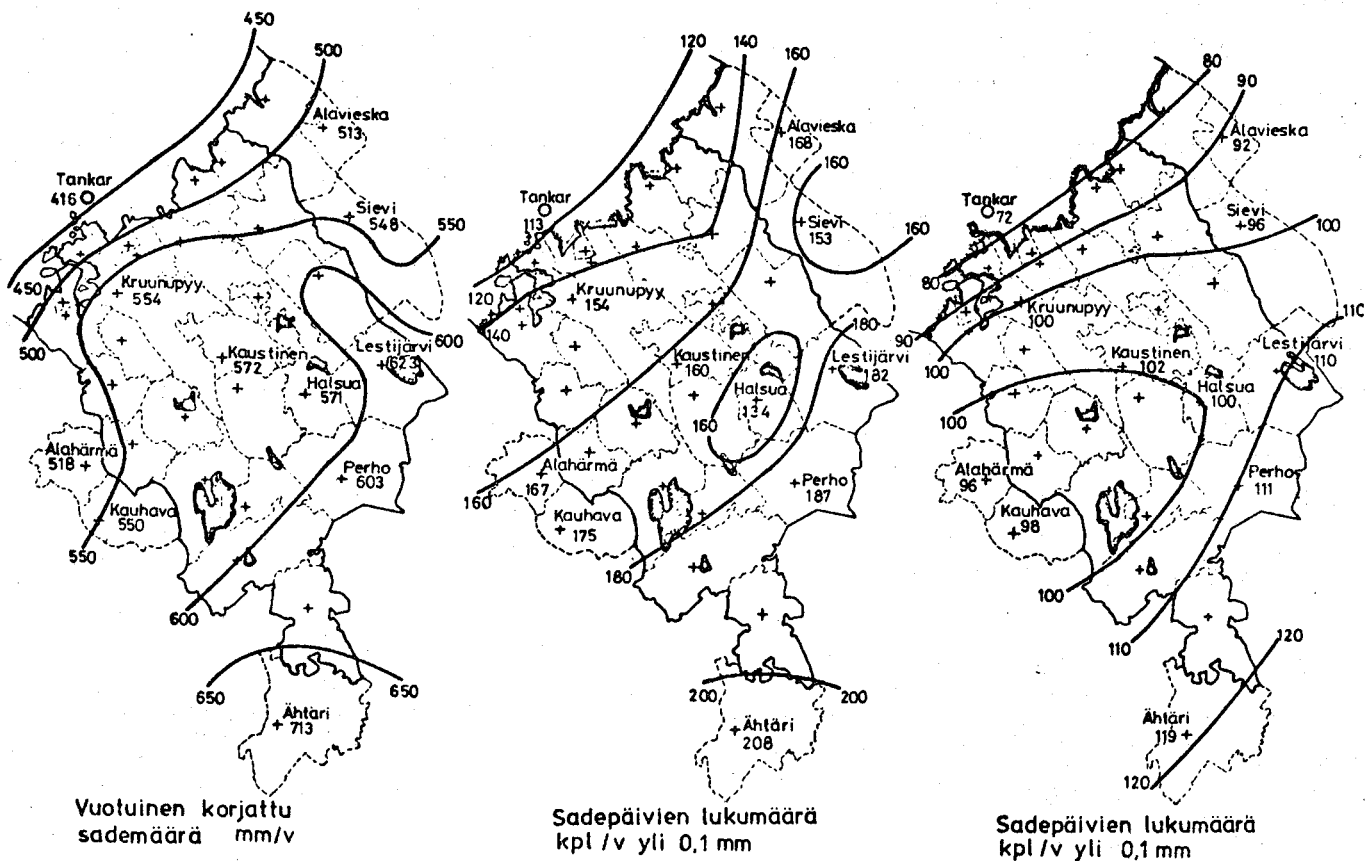 450
500
Alavieska
513
Tankar
416
Sievi
548
550
450
Kruunupyy
554
500
Kaustinen
572
Lestijärvi
623
600
Halsua
571
Alahärmä
518
Perho
603
Kauhava
550
550
600
650
650
Ähtäri
713
Vuotuinen korjattu
sademäärä mm/v
120
140
160
Alavieska
168
160
Tankar
113
Sievi
153
160
120
Kruunupyy
154
140
180
Kaustinen
160
Lestijärvi
182
Halsua
134
160
Alahärmä
167
160
Perho
187
Kauhava
175
180
200
200
Ähtäri
208
Sadepäivien lukumäärä
kpl /v yli 0,1 mm
80
90
Alavieska
92
Tankar
72
Sievi
96
100
80
Kruunupyy
100
110
90
100
Kaustinen
102
Lestijärvi
110
Halsua
100
100
Alahärmä
96
Perho
111
Kauhava
98
100
110
120
Ähtäri
119
120
Sadepäivien lukumäärä
kpl /v yli 0,1 mm